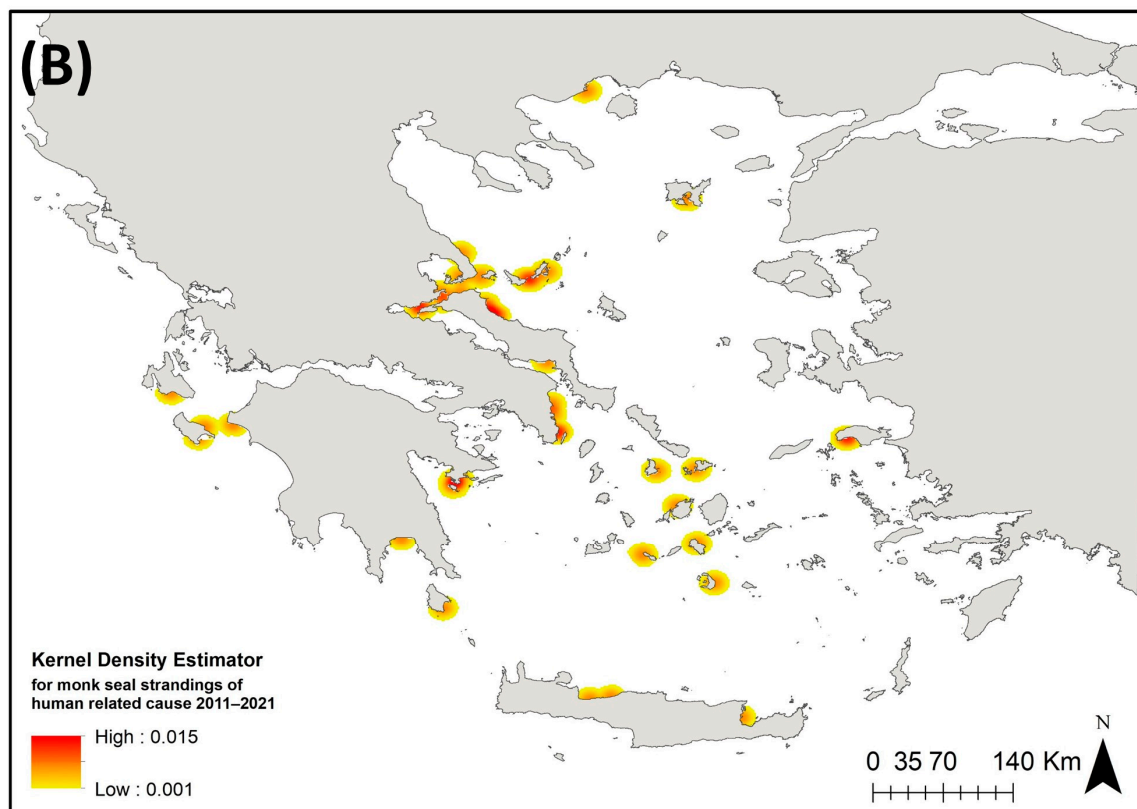 (B)
Kernel Density Estimator
for monk seal strandings of
human related cause 2011–2021
High : 0.015
Low : 0.001
N
0 35 70 140 Km